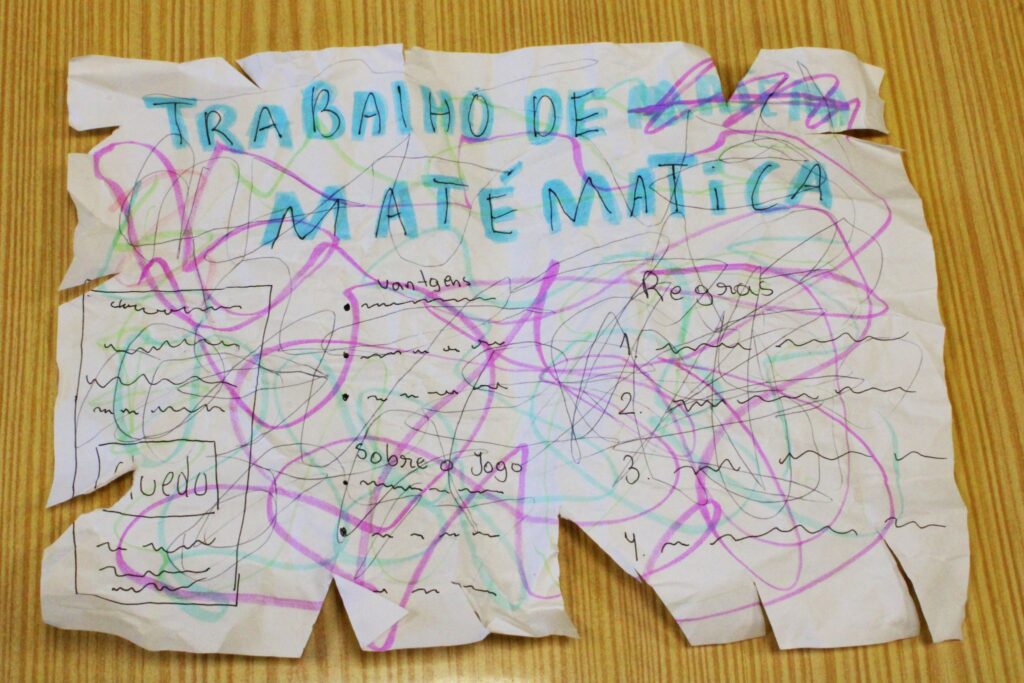 TRABAlHO DE
MATÉMATiCA
vantgens
Sobre o Jogo
Regras
1.
2.
3.
4.